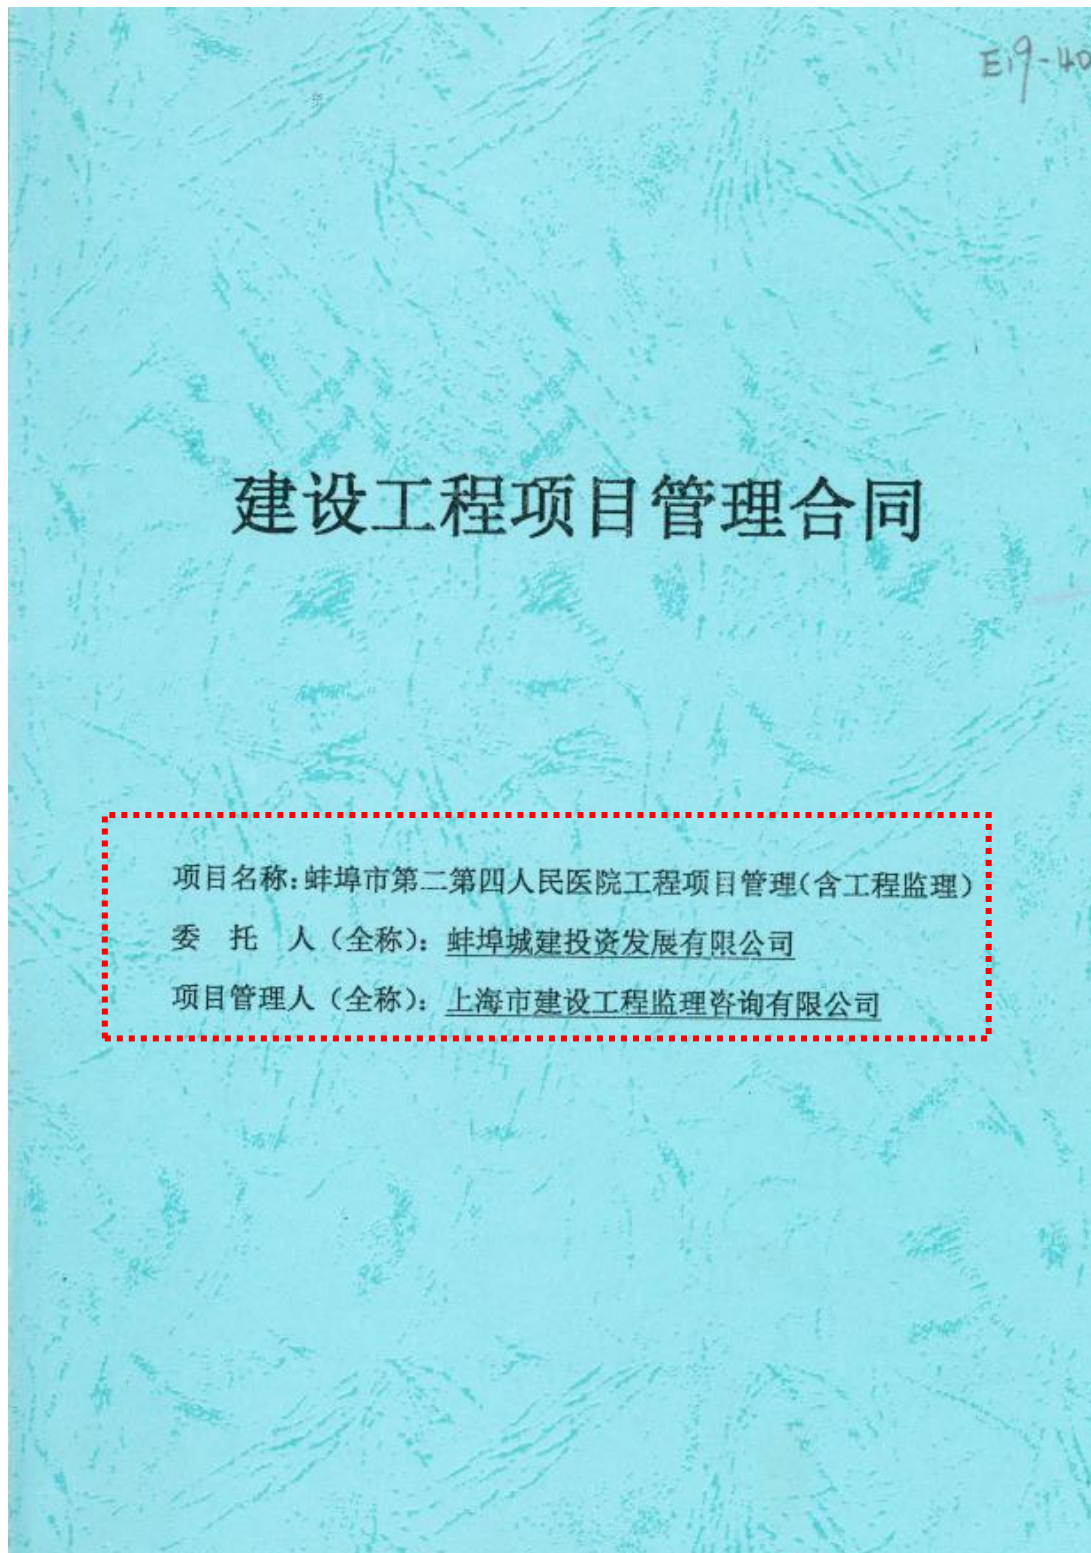 E19-40
建设工程项目管理合同
项目名称:蚌埠市第二第四人民医院工程项目管理(含工程监理)
委 托 人(全称): 蚌埠城建投资发展有限公司
项目管理人(全称): 上海市建设工程监理咨询有限公司